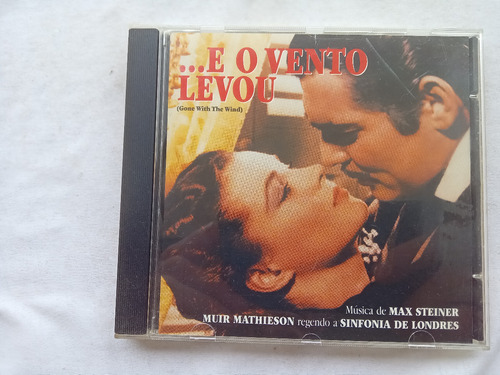 ...E O VENTO
LEVOU
(Gone With The Wind)
Música de MAX STEINER
MUIR MATHIESON regendo a SINFONIA DE LONDRES